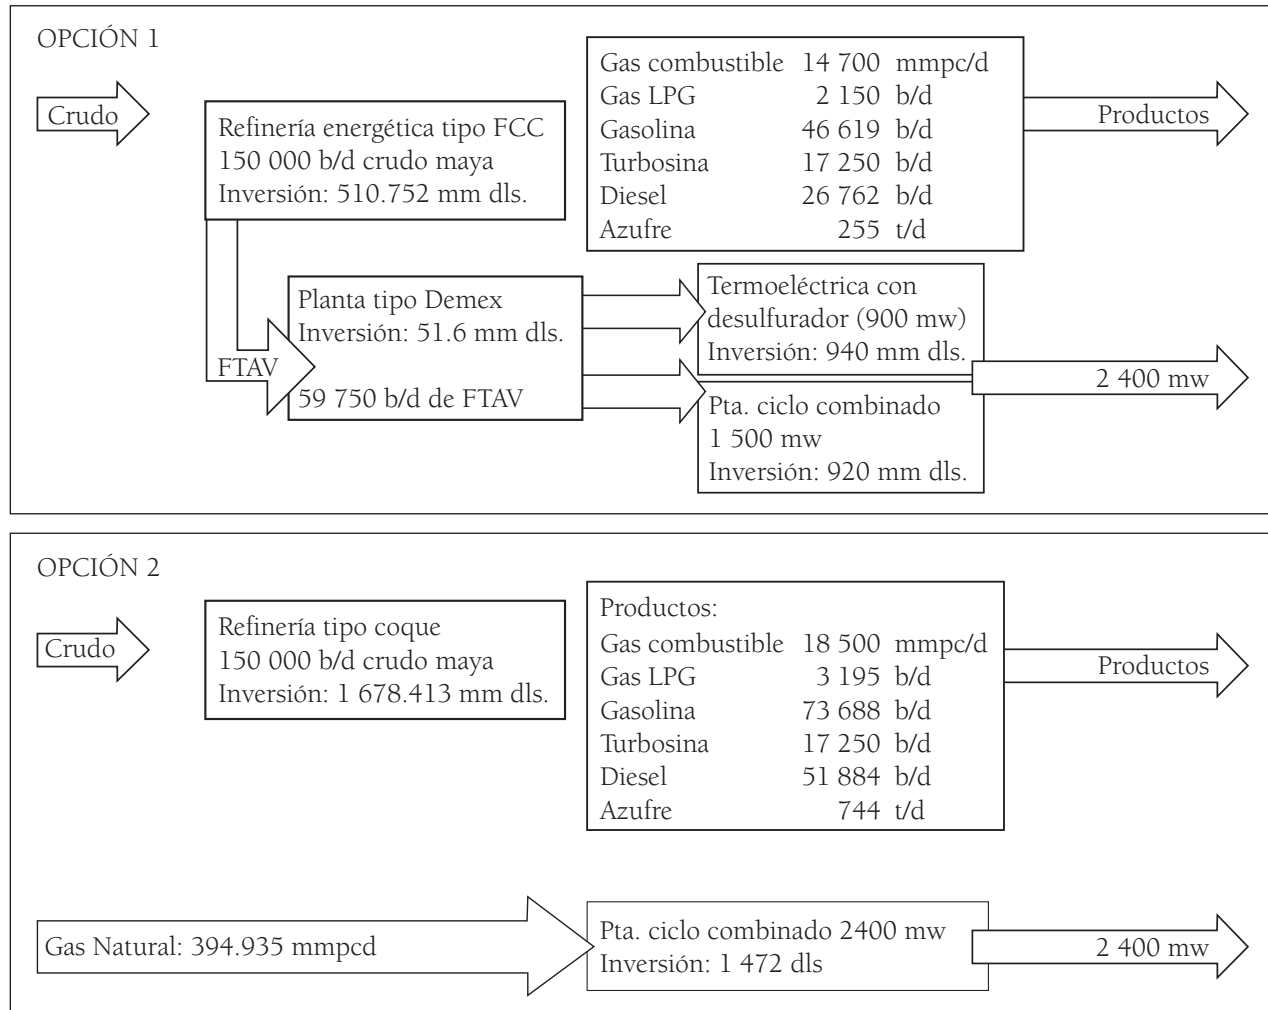 OPCIÓN 1
Crudo
Refinería energética tipo FCC
150 000 b/d crudo maya
Inversión: 510.752 mm dls.
Gas combustible 14 700 mmpc/d
Gas LPG 2 150 b/d
Gasolina 46 619 b/d
Turbosina 17 250 b/d
Diesel 26 762 b/d
Azufre 255 t/d
Productos
FTAV
Planta tipo Demex
Inversión: 51.6 mm dls.
59 750 b/d de FTAV
Termoeléctrica con
desulfurador (900 mw)
Inversión: 940 mm dls.
Pta. ciclo combinado
1 500 mw
Inversión: 920 mm dls.
2 400 mw
OPCIÓN 2
Crudo
Refinería tipo coque
150 000 b/d crudo maya
Inversión: 1 678.413 mm dls.
Productos:
Gas combustible 18 500 mmpc/d
Gas LPG 3 195 b/d
Gasolina 73 688 b/d
Turbosina 17 250 b/d
Diesel 51 884 b/d
Azufre 744 t/d
Productos
Gas Natural: 394.935 mmpcd
Pta. ciclo combinado 2400 mw
Inversión: 1 472 dls
2 400 mw